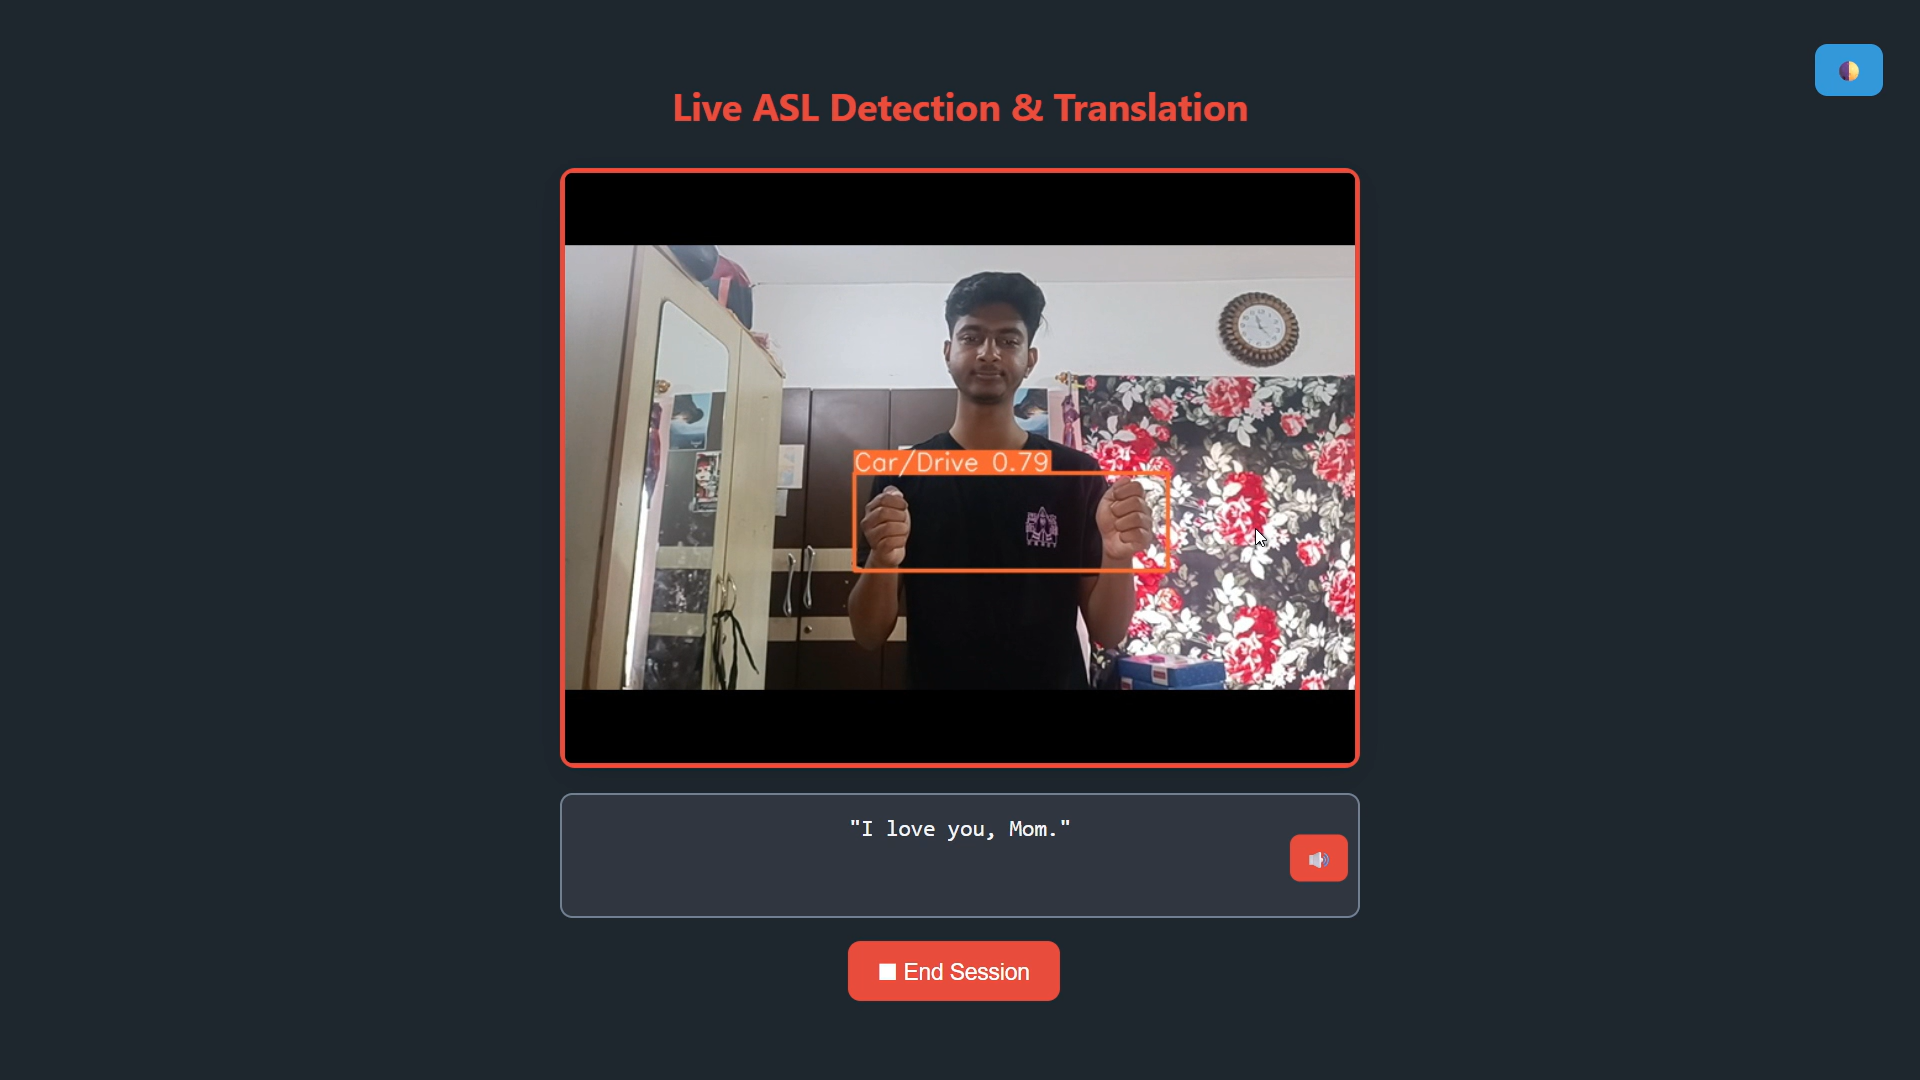 Live ASL Detection & Translation
Car/Drive 0.79
"I love you, Mom."
End Session